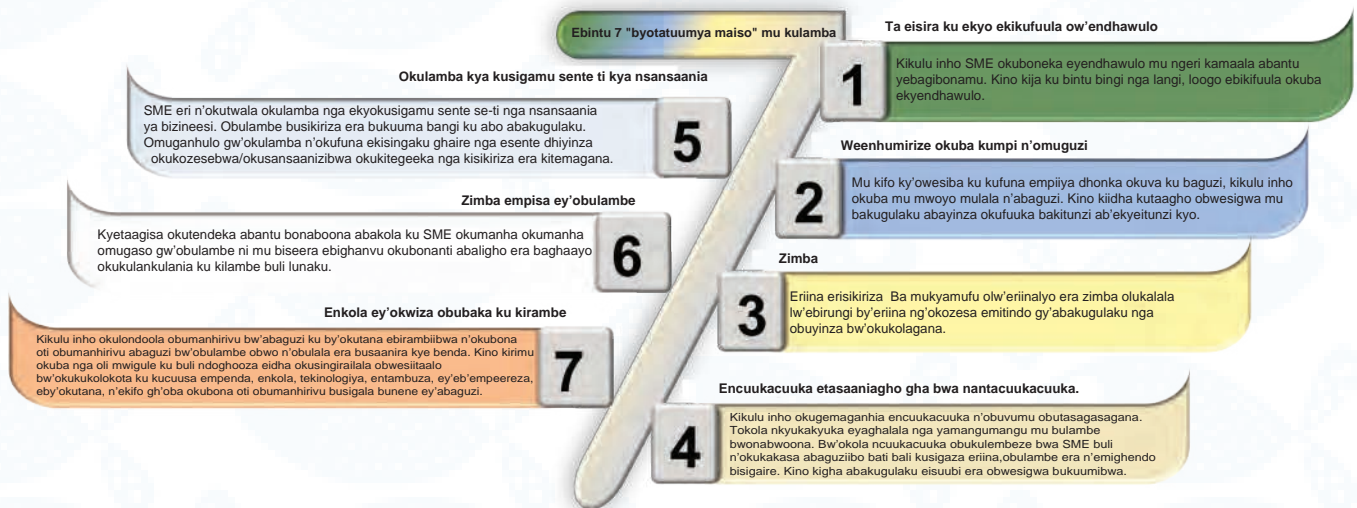 Ebintu 7 "byotatuumya maiso" mu kulamba
1
Ta eisira ku ekyo ekikufuula ow'endhawulo
Kikulu inho SME okuboneka eyendhawulo mu ngeri kamaala abantu
yebagibonamu. Kino kija ku bintu bingi nga langi, loogo ebikifuula okuba
ekyendhawulo.
2
Weenhumirize okuba kumpi n'omuguzi
Mu kifo ky'owesiba ku kufuna empiiya dhonka okuva ku baguzi, kikulu inho
okuba mu mwoyo mulala n'abaguzi. Kino kiidha kutaagho obwesigwa mu
bakugulaku abayinza okufuuka bakitunzi ab'ekyeitunzi kyo.
3
Zimba
Eriina erisikiriza Ba mukyamufu olw'eriinalyo era zimba olukalala
lw'ebirungi by'eriina ng'okozesa emitindo gy'abakugulaku nga
obuyinza bw'okukolagana.
4
Encuukacuuka etasaaniagho gha bwa nantacuukacuuka.
Kikulu inho okugemaganhia encuukacuuka n'obuvumu obutasagasagana.
Tokola nkyukakyuka eyaghalala nga yamangumangu mu bulambe
bwonabwoona. Bw'okola ncuukacuuka obukulembeze bwa SME buli
n'okukakasa abaguziibo bati bali kusigaza eriina,obulambe era n'emighendo
bisigaire. Kino kigha abakugulaku eisuubi era obwesigwa bukuumibwa.
5
Okulamba kya kusigamu sente ti kya nsansaania
SME eri n'okutwala okulamba nga ekyokusigamu sente se-ti nga nsansaania
ya bizineesi. Obulambe busikiriza era bukuuma bangi ku abo abakugulaku.
Omuganhulo gw'okulamba n'okufuna ekisingaku ghaire nga esente dhiyinza
okukozesebwa/okusansaanizibwa okukitegeeka nga kisikiriza era kitemagana.
6
Zimba empisa ey'obulambe
Kyetaagisa okutendeka abantu bonaboona abakola ku SME okumanha okumanha
omugaso gw'obulambe ni mu biseera ebighanvu okubonanti abaligho era baghaayo
okukulankulania ku kilambe buli lunaku.
7
Enkola ey'okwiza obubaka ku kirambe
Kikulu inho okulondoola obumanhirivu bw'abaguzi ku by'okutana ebirambiibwa n'okubona
oti obumanhirivu abaguzi bw'obulambe obwo n'obulala era busaanira kye benda. Kino kirimu
okuba nga oli mwigule ku buli ndoghooza eidha okusingirailala obwesiitaalo
bw'okukukolokota ku kucuusa empenda, enkola, tekinologiya, entambuza, ey'eb'empeereza,
eby'okutana, n'ekifo gh'oba okubona oti obumanhirivu busigala bunene ey'abaguzi.